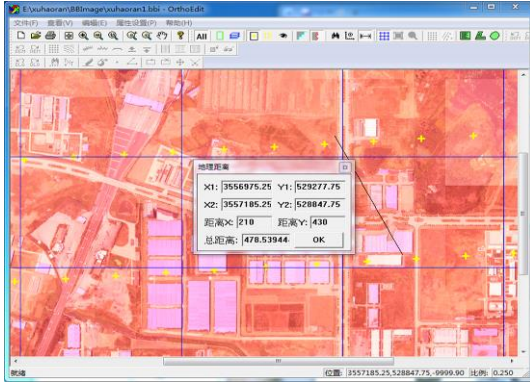 E:\xuhaoran\BBImage\xuhaoran1.bbi - OrthoEdit
文件(F) 查看(V) 编辑(E) 属性设置(P) 帮助(H)
All
地理距离
X1: 3556975.25 Y1: 529277.75
X2: 3557185.25 Y2: 528847.75
距离X: 210 距离Y: 430
总距离: 478.53944 OK
就绪 位置: 3557185.25,528847.75,-9999.90 比例: 0.250